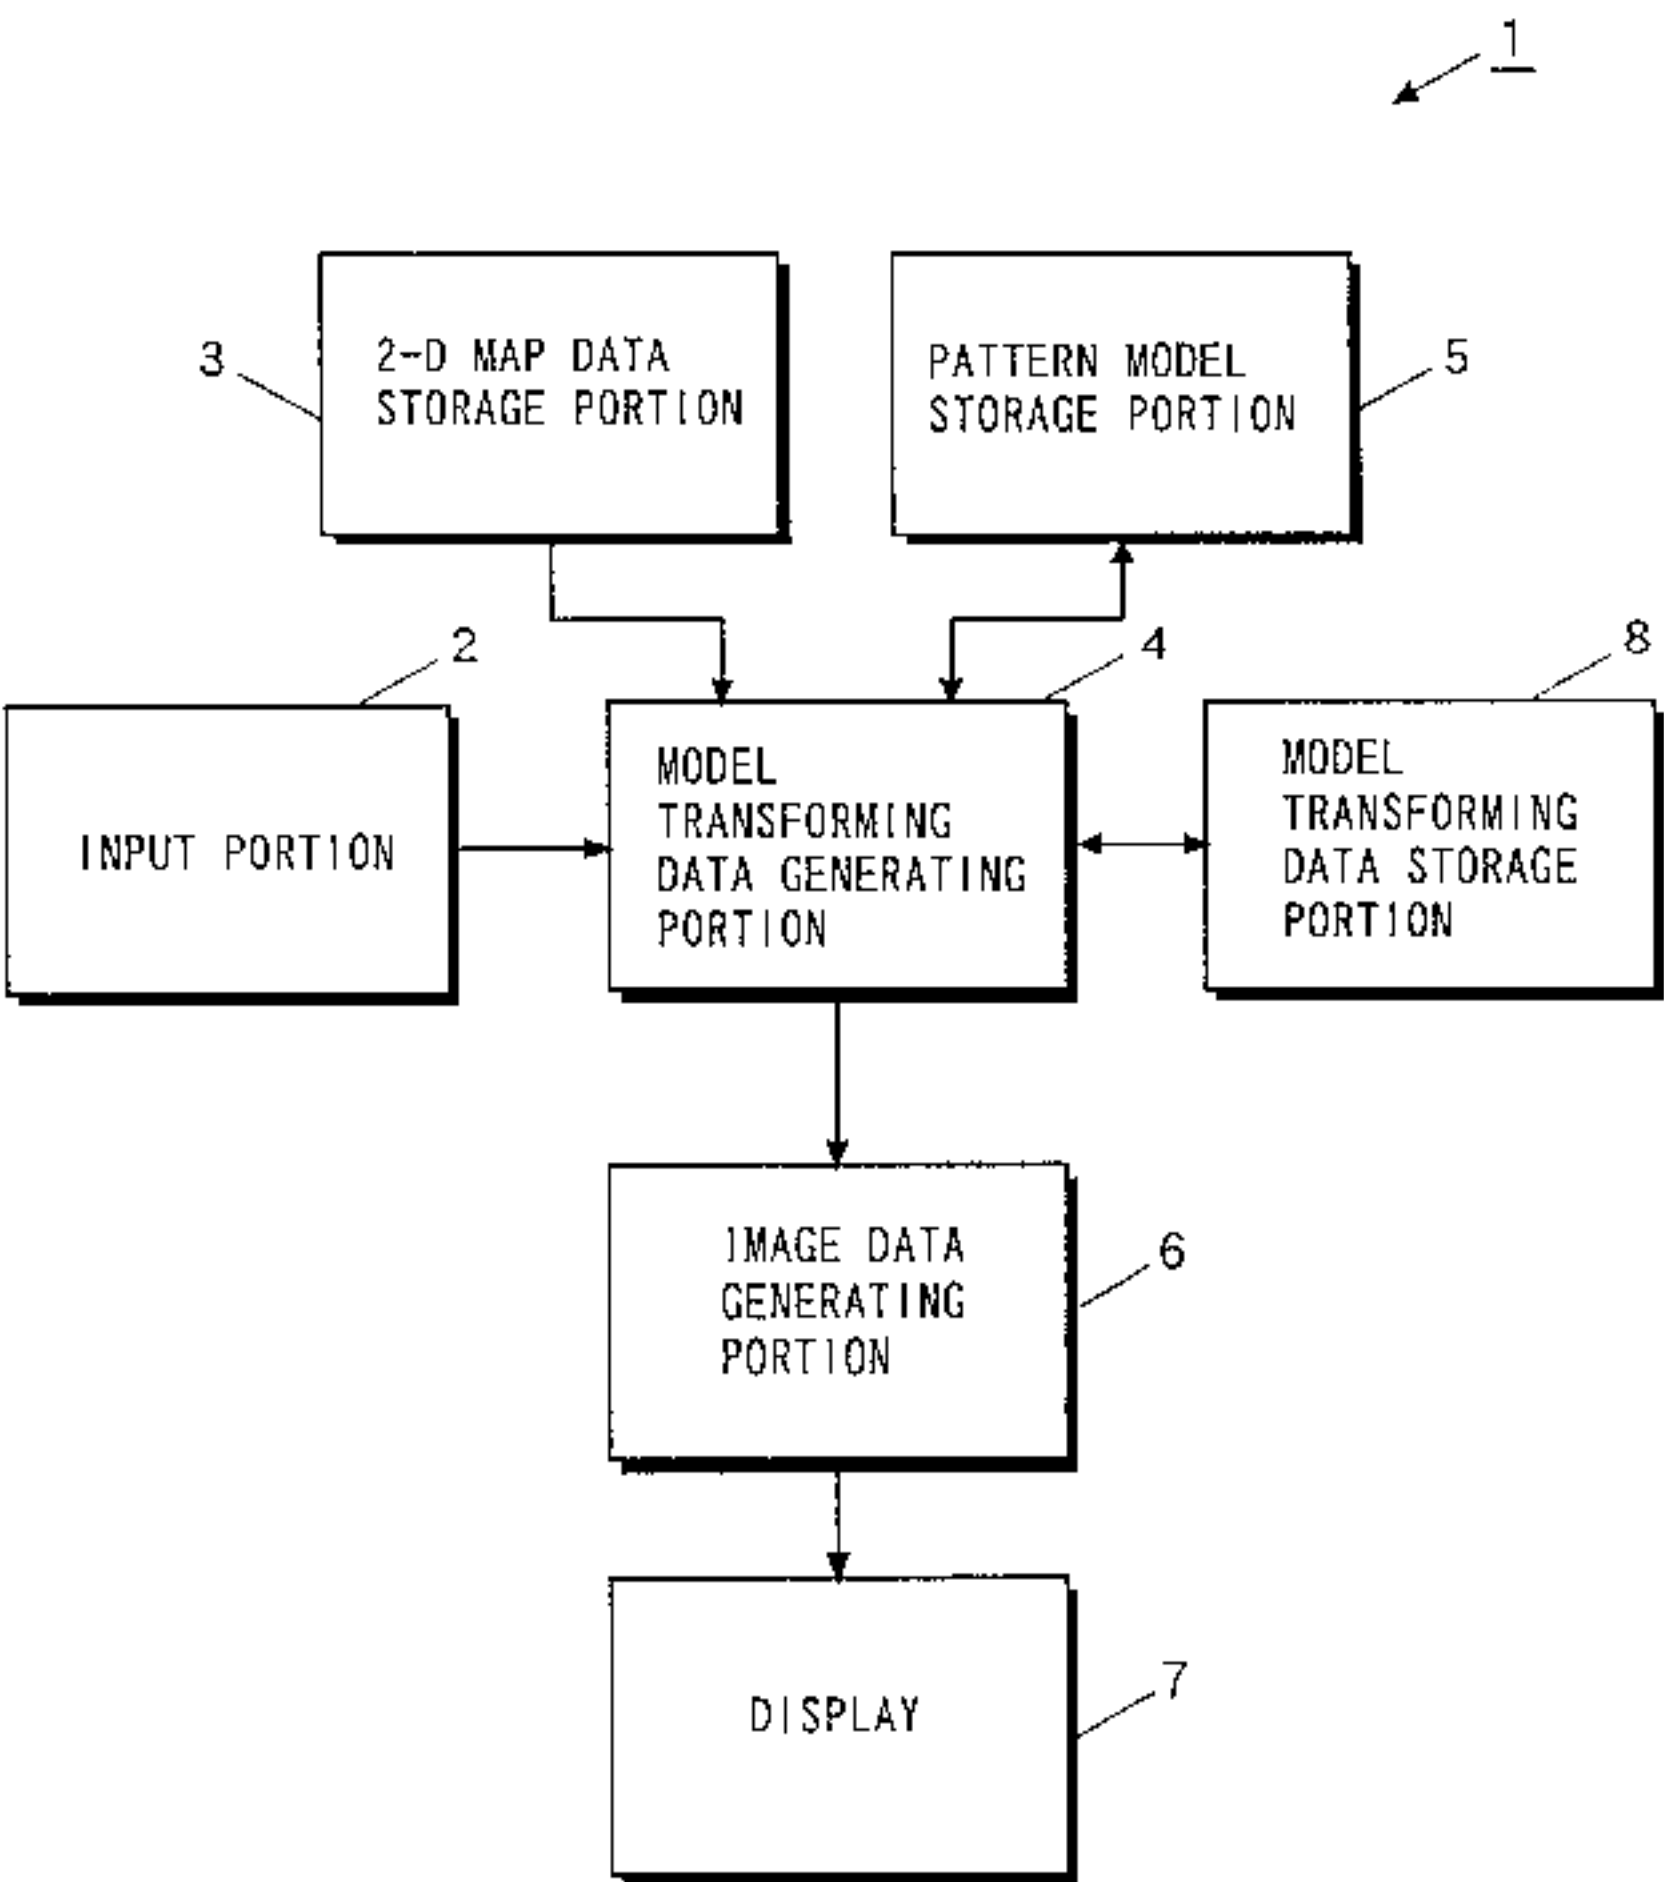 1
3
2-D MAP DATA
STORAGE PORTION
PATTERN MODEL
STORAGE PORTION
5
2
INPUT PORTION
4
MODEL
TRANSFORMING
DATA GENERATING
PORTION
8
MODEL
TRANSFORMING
DATA STORAGE
PORTION
IMAGE DATA
GENERATING
PORTION
6
DISPLAY
7